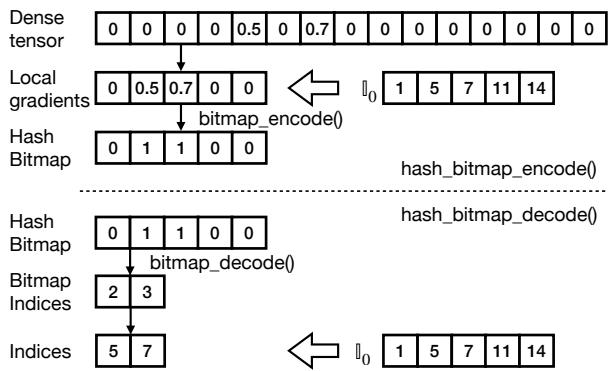 Dense tensor 0 0 0 0 0.5 0 0.7 0 0 0 0 0 0 0 0
Local gradients 0 0.5 0.7 0 0 𝕀0 1 5 7 11 14
bitmap_encode()
Hash Bitmap 0 1 1 0 0
hash_bitmap_encode()
hash_bitmap_decode()
Hash Bitmap 0 1 1 0 0
bitmap_decode()
Bitmap Indices 2 3
Indices 5 7 𝕀0 1 5 7 11 14